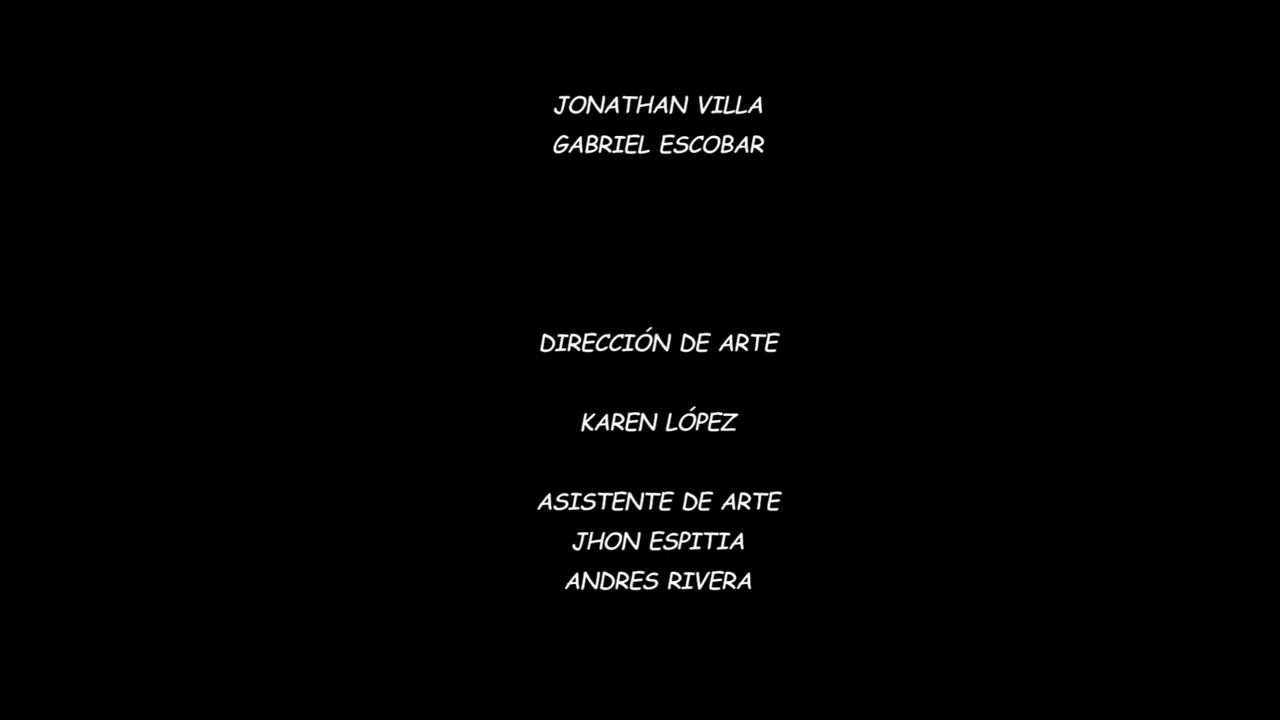 JONATHAN VILLA
GABRIEL ESCOBAR
DIRECCIÓN DE ARTE
KAREN LÓPEZ
ASISTENTE DE ARTE
JHON ESPITIA
ANDRES RIVERA